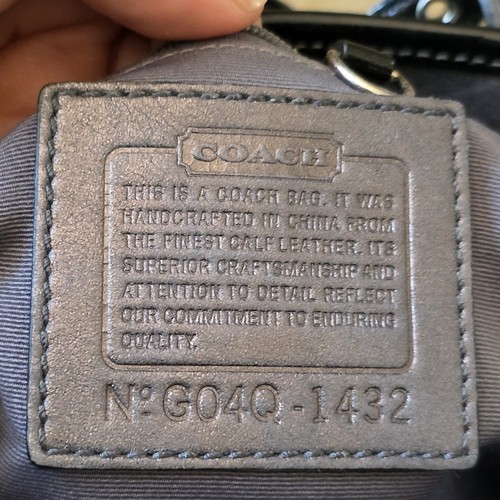 COACH
THIS IS A COACH BAG. IT WAS
HANDCRAFTED IN CHINA FROM
THE FINEST CALF LEATHER. ITS
SUPERIOR CRAFTSMANSHIP AND
ATTENTION TO DETAIL REFLECT
OUR COMMITMENT TO ENDURING
QUALITY.
Nº G04Q-1432